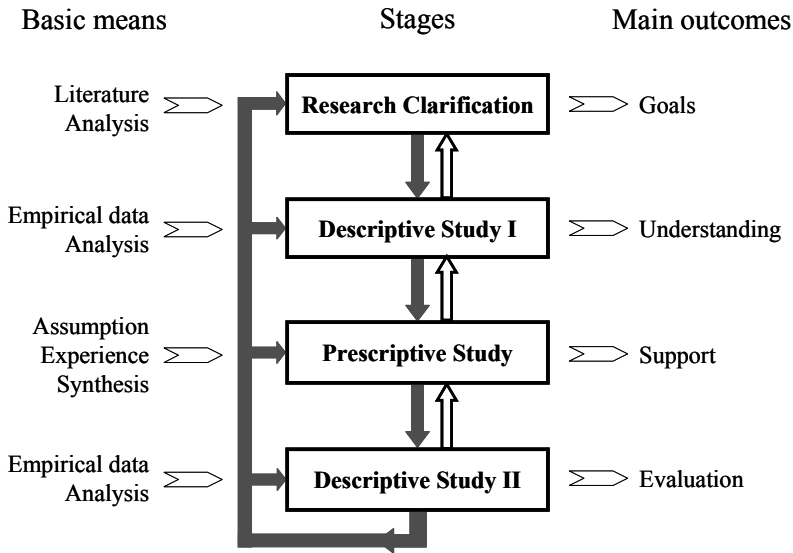 Basic means
Stages
Main outcomes
Literature
Analysis
Research Clarification
Goals
Empirical data
Analysis
Descriptive Study I
Understanding
Assumption
Experience
Synthesis
Prescriptive Study
Support
Empirical data
Analysis
Descriptive Study II
Evaluation